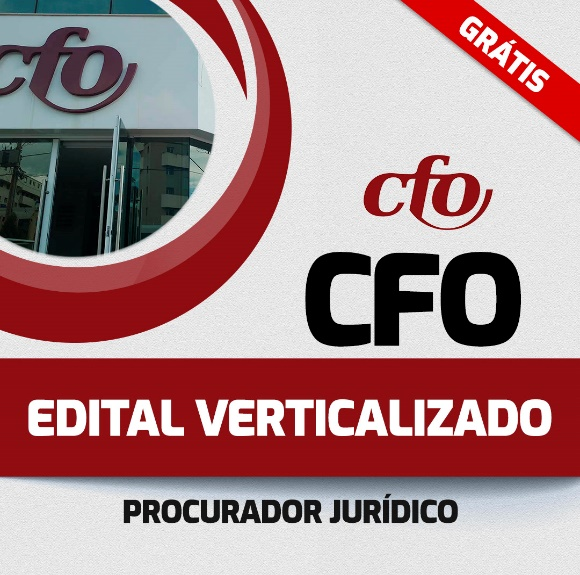 cfo
GRÁTIS
cfo
CFO
EDITAL VERTICALIZADO
PROCURADOR JURÍDICO